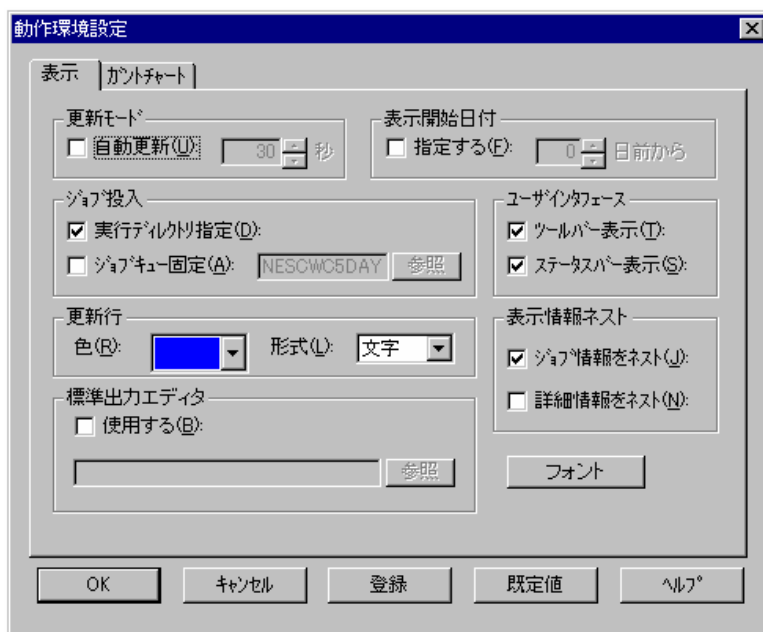 動作環境設定
表示 ｶﾞﾝﾄﾁｬｰﾄ
更新ﾓｰﾄﾞ
自動更新(U): 30 秒
表示開始日付
指定する(F): 0 日前から
ｼﾞｮﾌﾞ投入
実行ﾃﾞｨﾚｸﾄﾘ指定(D):
ｼﾞｮﾌﾞｷｭｰ固定(A): NESCWC5DAY 参照
ﾕｰｻﾞｲﾝﾀﾌｪｰｽ
ﾂｰﾙﾊﾞｰ表示(T):
ｽﾃｰﾀｽﾊﾞｰ表示(S):
更新行
色(R): 形式(L): 文字
表示情報ネスト
ｼﾞｮﾌﾞ情報をﾈｽﾄ(J):
詳細情報をﾈｽﾄ(N):
標準出力エディタ
使用する(B):
参照
フォント
OK ｷｬﾝｾﾙ 登録 既定値 ﾍﾙﾌﾟ